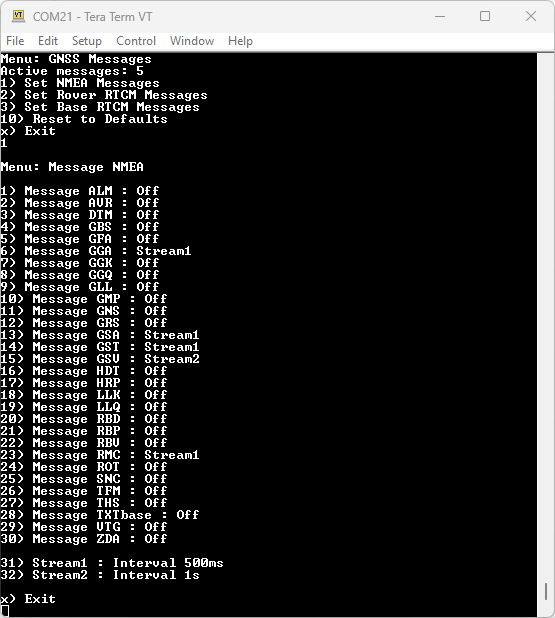 COM21 - Tera Term VT
File Edit Setup Control Window Help
Menu: GNSS Messages
Active messages: 5
1) Set NMEA Messages
2) Set Rover RTCM Messages
3) Set Base RTCM Messages
10) Reset to Defaults
x) Exit
1
Menu: Message NMEA
1) Message ALM : Off
2) Message AVR : Off
3) Message DTM : Off
4) Message GBS : Off
5) Message GFA : Off
6) Message GGA : Stream1
7) Message GGK : Off
8) Message GGQ : Off
9) Message GLL : Off
10) Message GMP : Off
11) Message GNS : Off
12) Message GRS : Off
13) Message GSA : Stream1
14) Message GST : Stream1
15) Message GSV : Stream2
16) Message HDT : Off
17) Message HRP : Off
18) Message LLK : Off
19) Message LLQ : Off
20) Message RBD : Off
21) Message RBP : Off
22) Message RBV : Off
23) Message RMC : Stream1
24) Message ROT : Off
25) Message SNC : Off
26) Message TFM : Off
27) Message THS : Off
28) Message TXTbase : Off
29) Message VTG : Off
30) Message ZDA : Off
31) Stream1 : Interval 500ms
32) Stream2 : Interval 1s
x) Exit